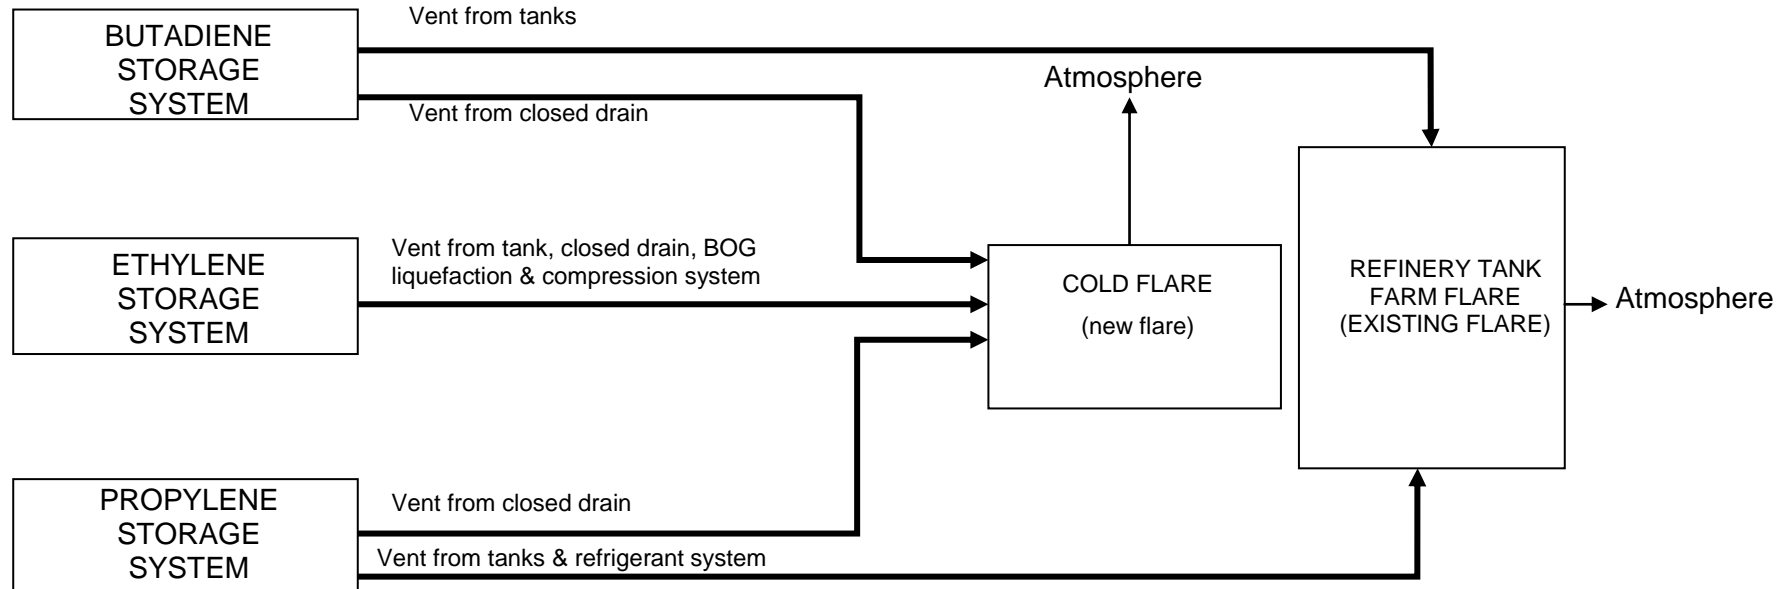 Vent from tanks
BUTADIENE
STORAGE
SYSTEM
Vent from closed drain
Atmosphere
ETHYLENE
STORAGE
SYSTEM
Vent from tank, closed drain, BOG
liquefaction & compression system
COLD FLARE
(new flare)
REFINERY TANK
FARM FLARE
(EXISTING FLARE)
Atmosphere
PROPYLENE
STORAGE
SYSTEM
Vent from closed drain
Vent from tanks & refrigerant system